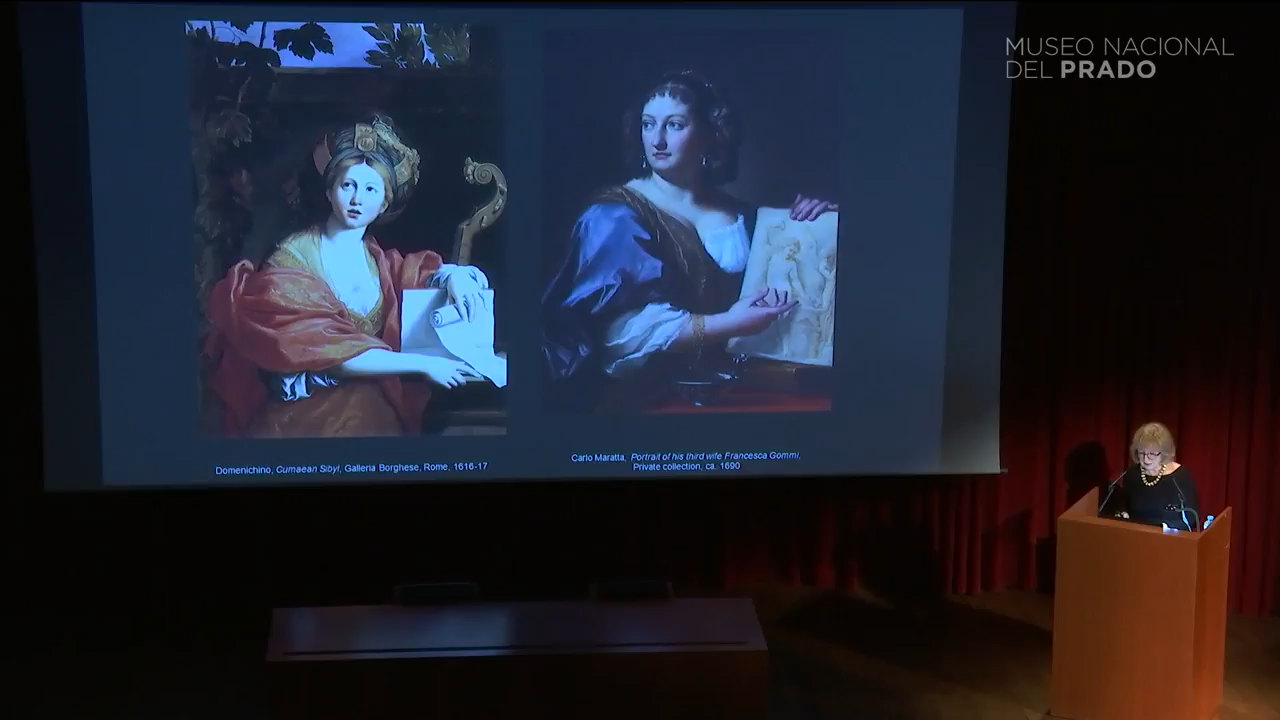 MUSEO NACIONAL
DEL PRADO
Domenichino, Cumaean Sibyl, Galleria Borghese, Rome, 1616-17
Carlo Maratta, Portrait of his third wife Francesca Gommi,
Private collection, ca. 1690